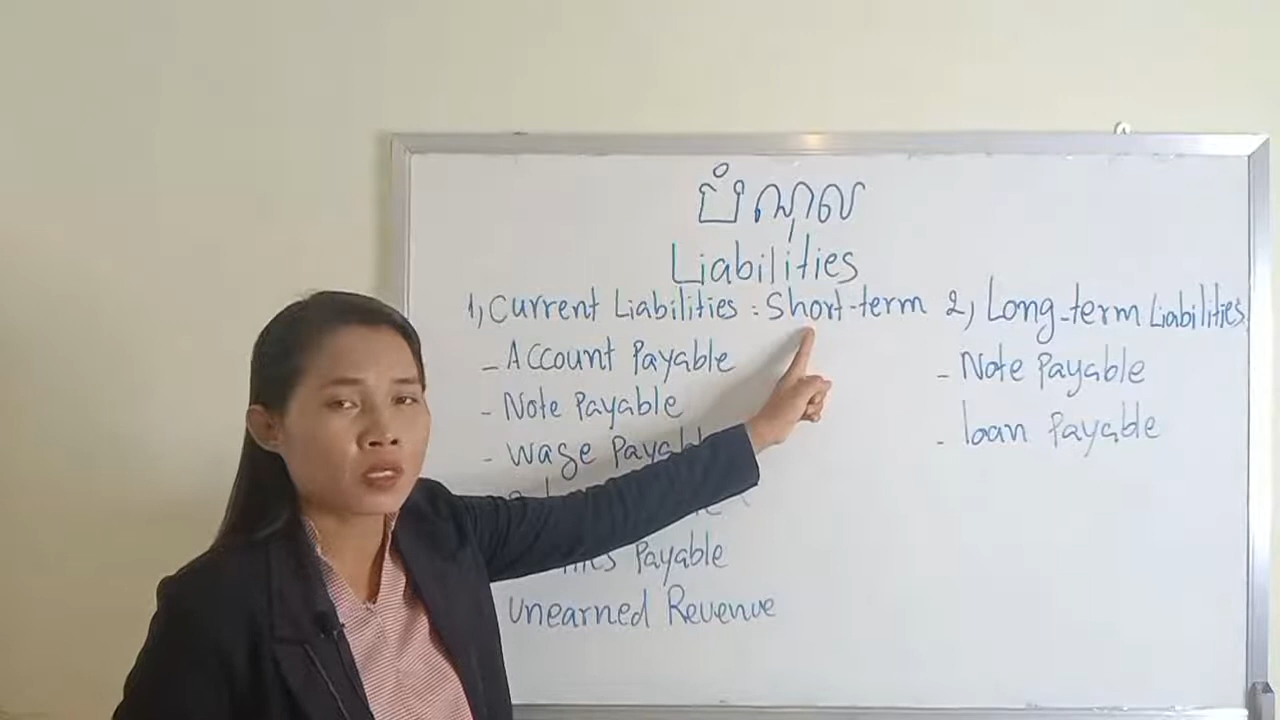 បំណុល
Liabilities
1, Current Liabilities : Short-term 2, Long-term Liabilities
- Account Payable
- Note Payable
- Wage Payable
Payable
Unearned Revenue
- Note Payable
- loan Payable